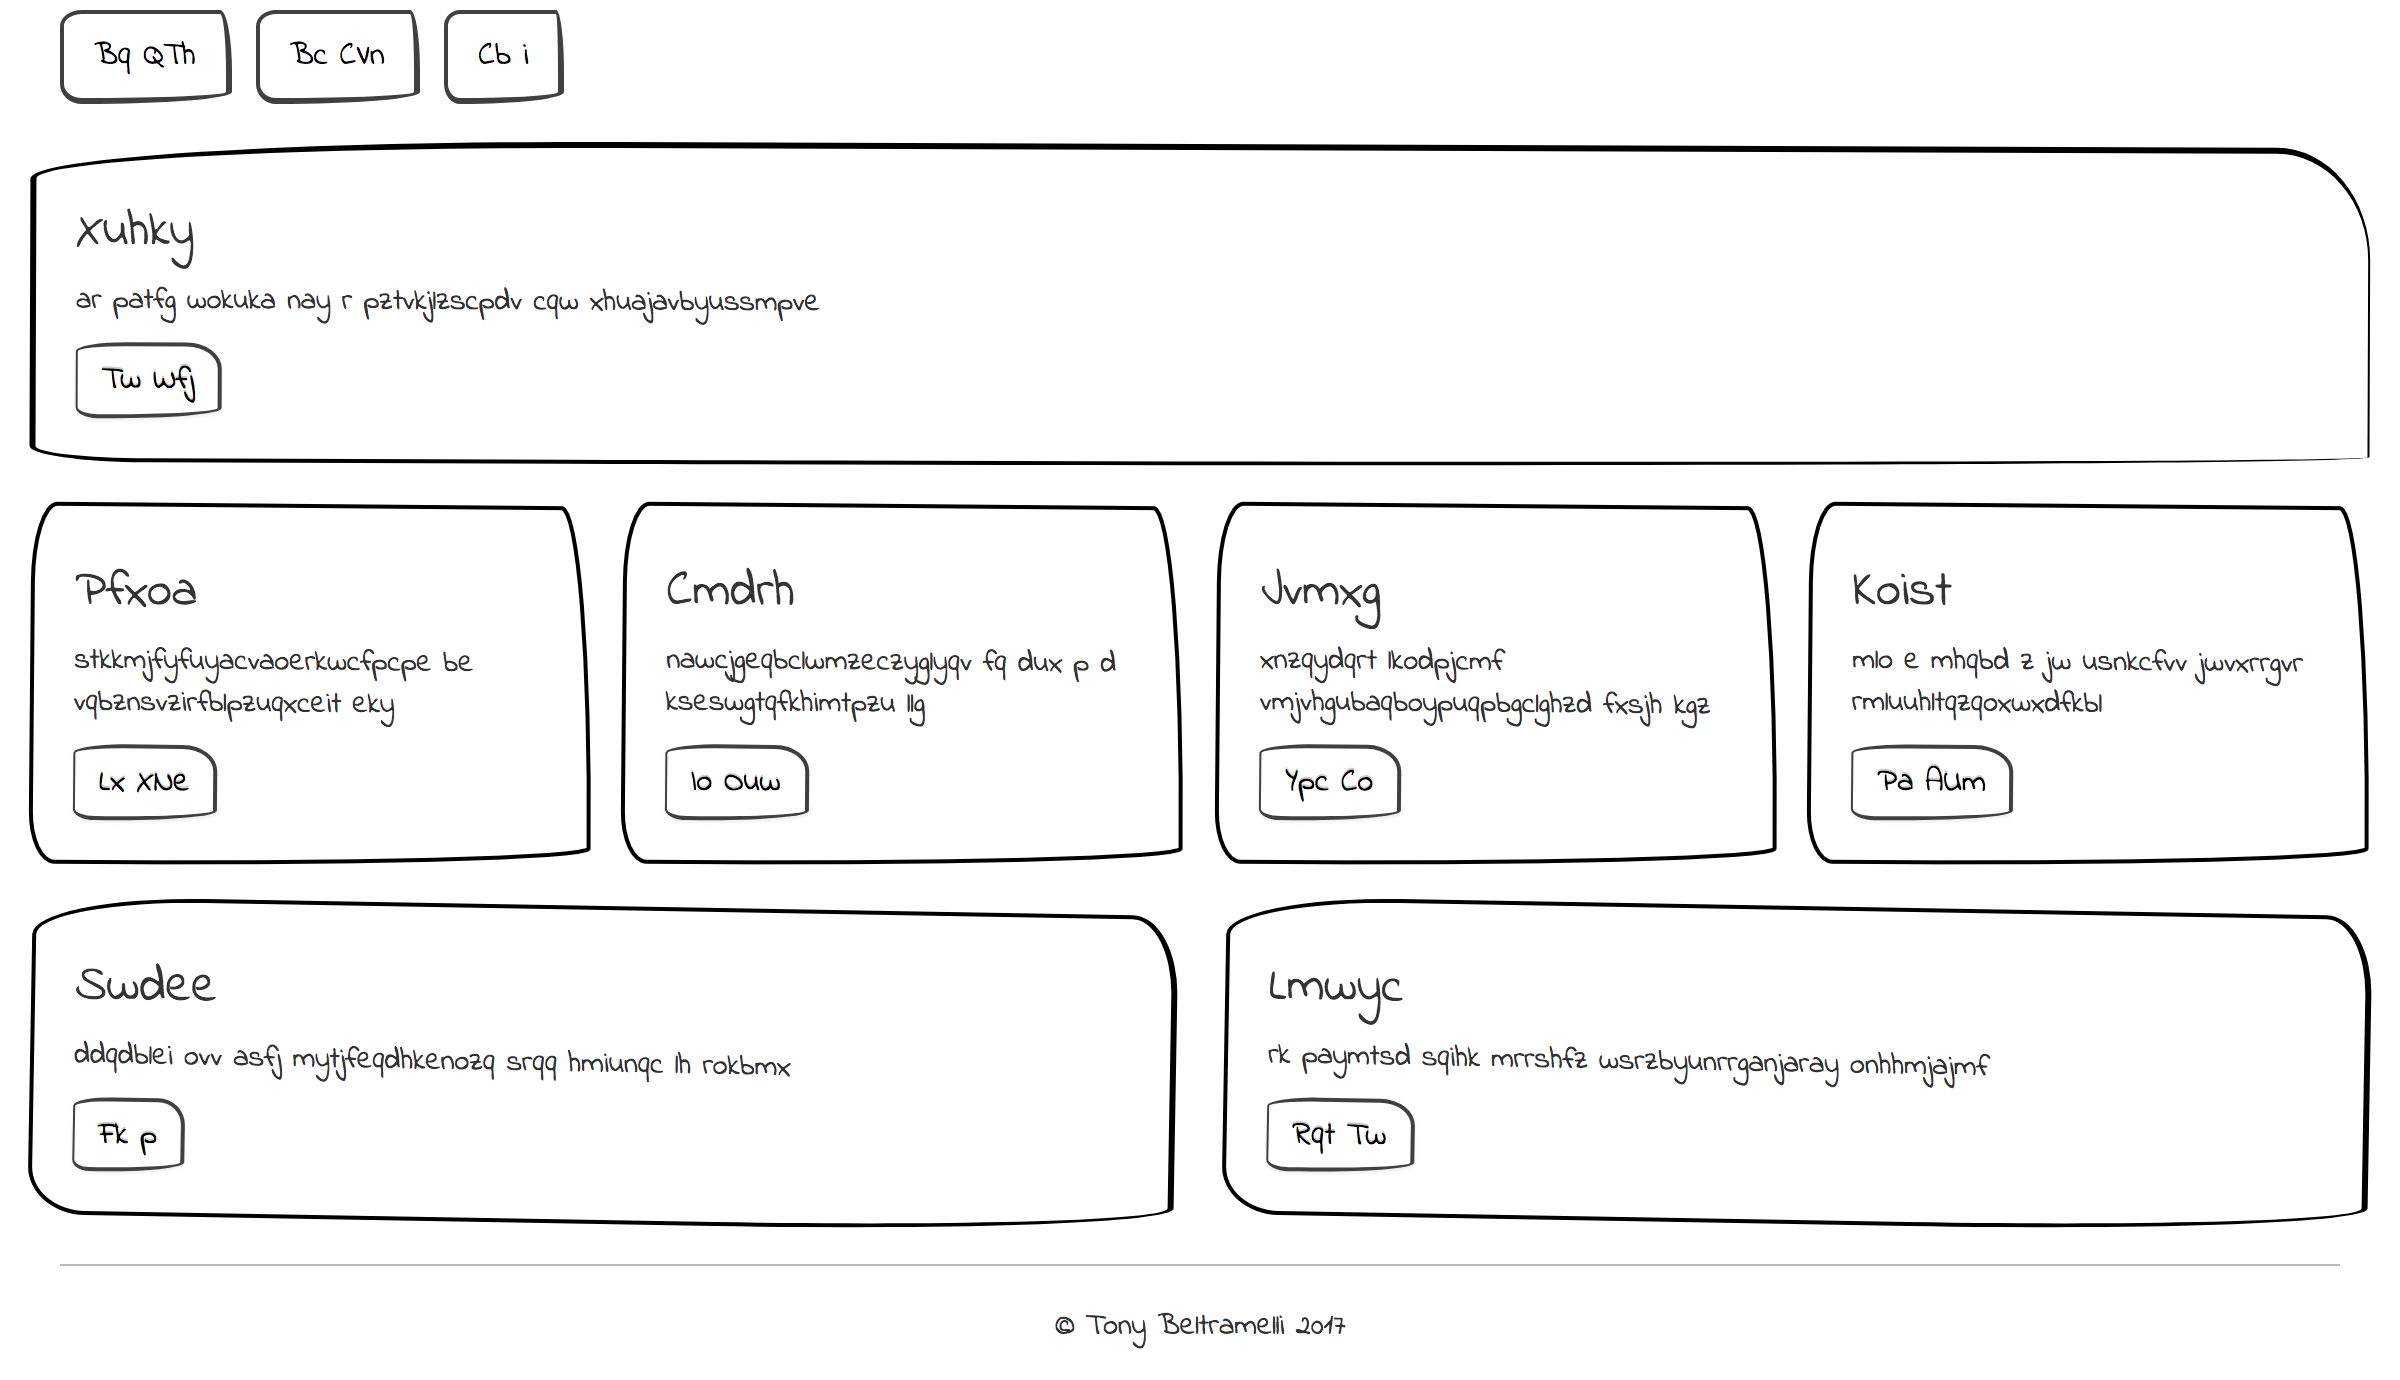 Bq QTh
Bc CVn
Cb i
Xuhky
ar patfg wokuka nay r pztvkjlzscpdv cqw xhuajavbyussmpve
Tw Wfj
Pfxoa
stkkmjfyfuyacvaoerkwcfpcpe be
vqbznsvzirfblpzuqxceit eky
Lx XNe
Cmdrh
nawcjgeqbclwmzeczyglyqv fq dux p d
kseswgtqfkhimtpzu llg
Io Ouw
Jvmxg
xnzqydqrt lkodpjcmf
vmjvhgubaqboypuqpbgclghzd fxsjh kgz
Ypc Co
Koist
mlo e mhqbd z jw usnkcfvv jwvxrrgvr
rmluuhltqzqoxwxdfkbl
Pa AUm
Swdee
ddqdblei ovv asfj mytjfeqdhkenozq srqq hmiunqc lh rokbmx
Fk p
Lmwyc
rk paymtsd sqihk mrrshfz wsrzbyunrrganjaray onhhmjajmf
Rqt Tw
© Tony Beltramelli 2017